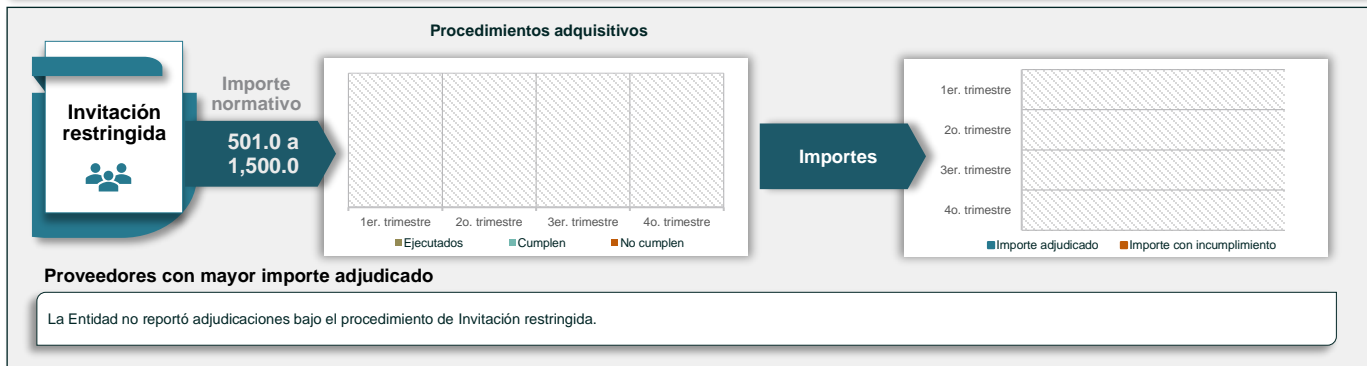 Procedimientos adquisitivos
Invitación
restringida
Importe
normativo
501.0 a
1,500.0
1er. trimestre 2o. trimestre 3er. trimestre 4o. trimestre
Ejecutados Cumplen No cumplen
Importes
1er. trimestre
2o. trimestre
3er. trimestre
4o. trimestre
Importe adjudicado Importe con incumplimiento
Proveedores con mayor importe adjudicado
La Entidad no reportó adjudicaciones bajo el procedimiento de Invitación restringida.